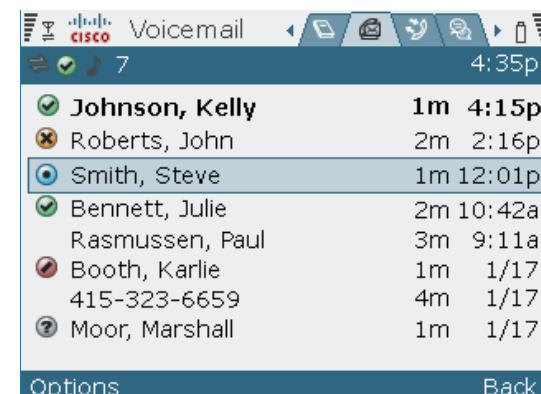 cisco Voicemail
7 4:35p
Johnson, Kelly 1m 4:15p
Roberts, John 2m 2:16p
Smith, Steve 1m 12:01p
Bennett, Julie 2m 10:42a
Rasmussen, Paul 3m 9:11a
Booth, Karlie 1m 1/17
415-323-6659 4m 1/17
? Moor, Marshall 1m 1/17
Options Back